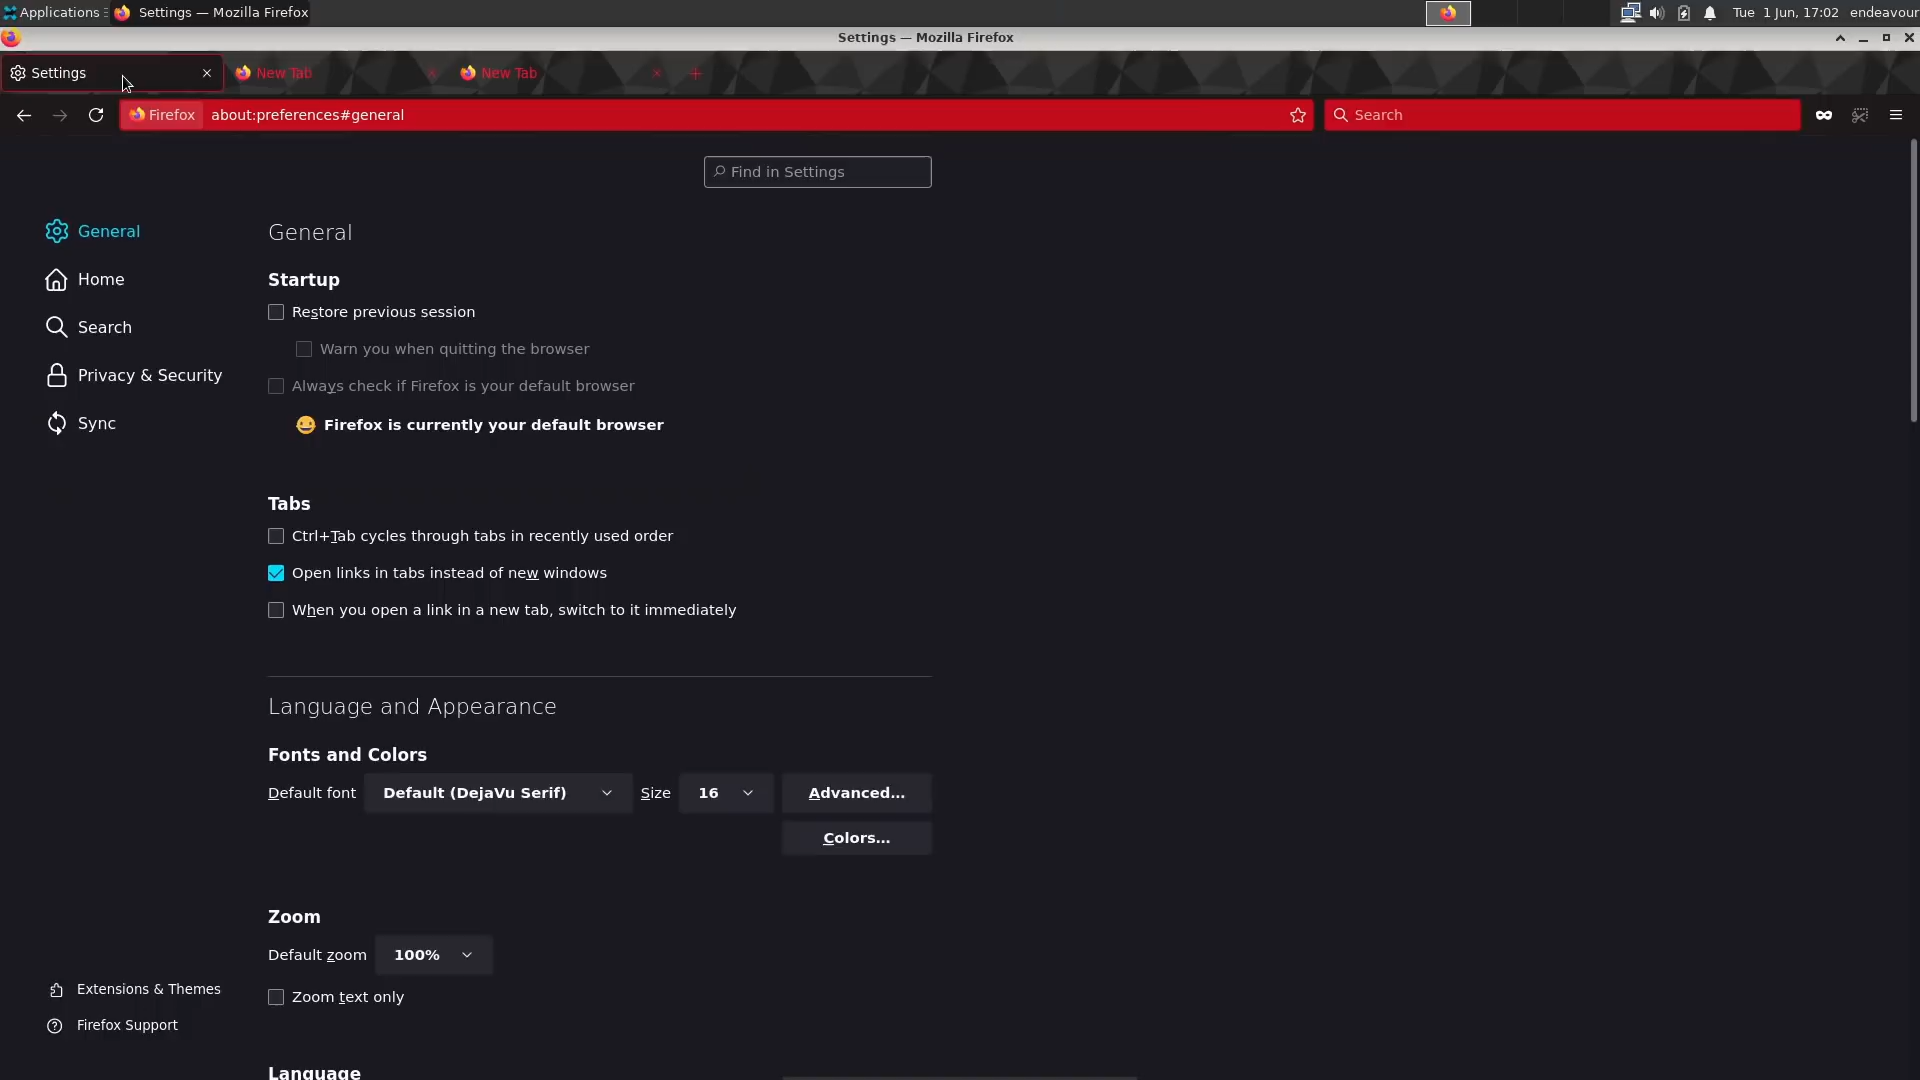 Applications Settings — Mozilla Firefox Tue 1 Jun, 17:02 endeavour
Settings — Mozilla Firefox
Settings New Tab New Tab
Firefox about:preferences#general Search
Find in Settings
General
Home
Search
Privacy & Security
Sync
General
Startup
Restore previous session
Warn you when quitting the browser
Always check if Firefox is your default browser
Firefox is currently your default browser
Tabs
Ctrl+Tab cycles through tabs in recently used order
Open links in tabs instead of new windows
When you open a link in a new tab, switch to it immediately
Language and Appearance
Fonts and Colors
Default font Default (DejaVu Serif) Size 16 Advanced...
Colors...
Zoom
Default zoom 100%
Zoom text only
Language
Extensions & Themes
Firefox Support